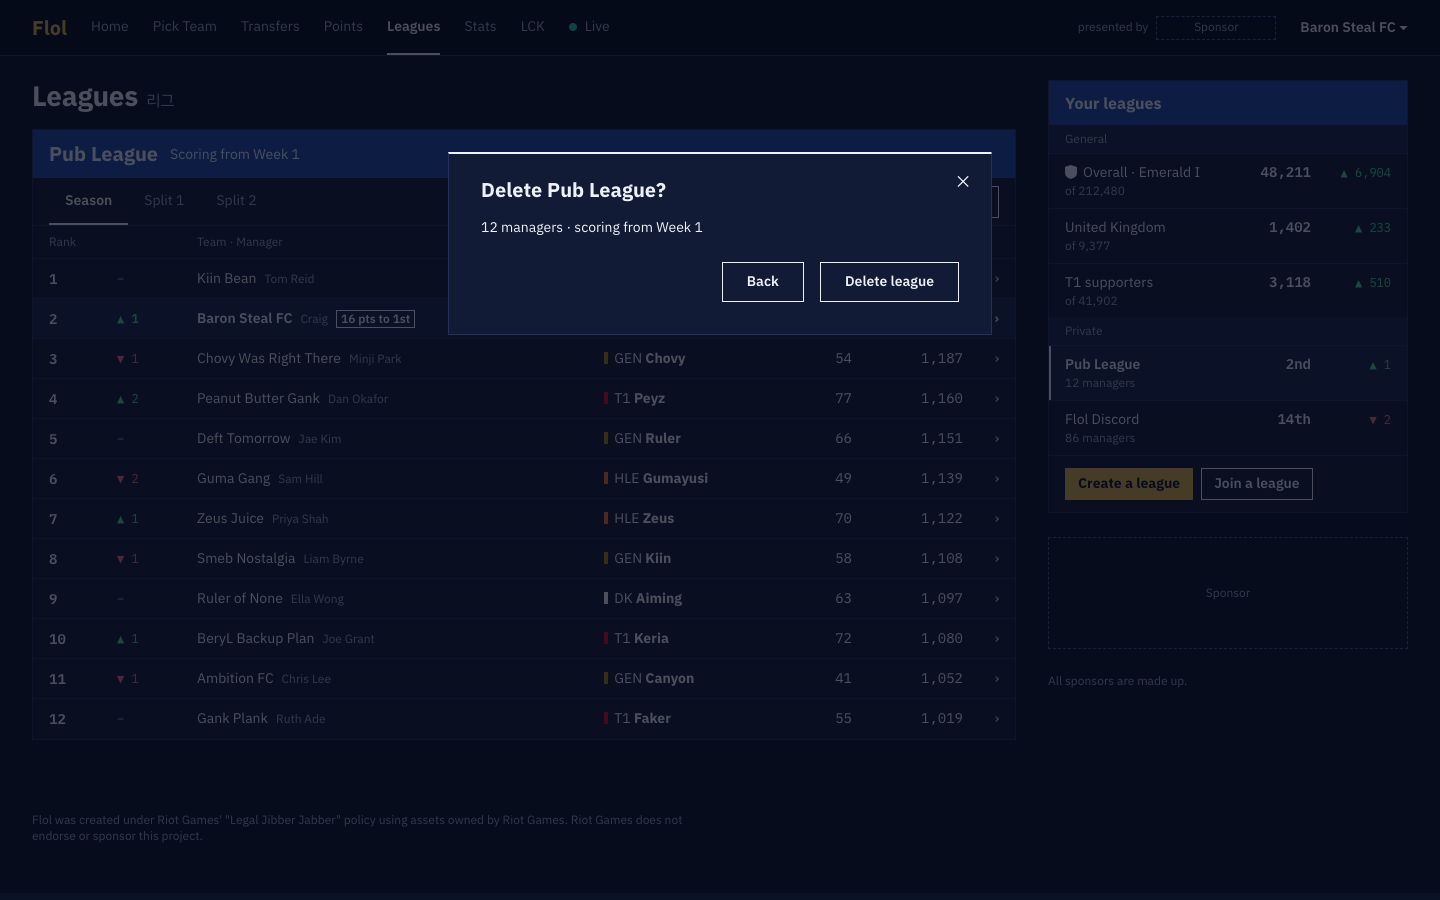 Flol Home Pick Team Transfers Points Leagues Stats LCK Live presented by Sponsor Baron Steal FC
Leagues 리그
Pub League Scoring from Week 1
Season Split 1 Split 2
Rank Team · Manager
1 – Kiin Bean Tom Reid ›
2 ▲ 1 Baron Steal FC Craig 16 pts to 1st ›
3 ▼ 1 Chovy Was Right There Minji Park GEN Chovy 54 1,187 ›
4 ▲ 2 Peanut Butter Gank Dan Okafor T1 Peyz 77 1,160 ›
5 – Deft Tomorrow Jae Kim GEN Ruler 66 1,151 ›
6 ▼ 2 Guma Gang Sam Hill HLE Gumayusi 49 1,139 ›
7 ▲ 1 Zeus Juice Priya Shah HLE Zeus 70 1,122 ›
8 ▼ 1 Smeb Nostalgia Liam Byrne GEN Kiin 58 1,108 ›
9 – Ruler of None Ella Wong DK Aiming 63 1,097 ›
10 ▲ 1 BeryL Backup Plan Joe Grant T1 Keria 72 1,080 ›
11 ▼ 1 Ambition FC Chris Lee GEN Canyon 41 1,052 ›
12 – Gank Plank Ruth Ade T1 Faker 55 1,019 ›
Delete Pub League?
12 managers · scoring from Week 1
Back Delete league
Your leagues
General
Overall · Emerald I 48,211 ▲ 6,904
of 212,480
United Kingdom 1,402 ▲ 233
of 9,377
T1 supporters 3,118 ▲ 510
of 41,902
Private
Pub League 2nd ▲ 1
12 managers
Flol Discord 14th ▼ 2
86 managers
Create a league Join a league
Sponsor
All sponsors are made up.
Flol was created under Riot Games' "Legal Jibber Jabber" policy using assets owned by Riot Games. Riot Games does not
endorse or sponsor this project.